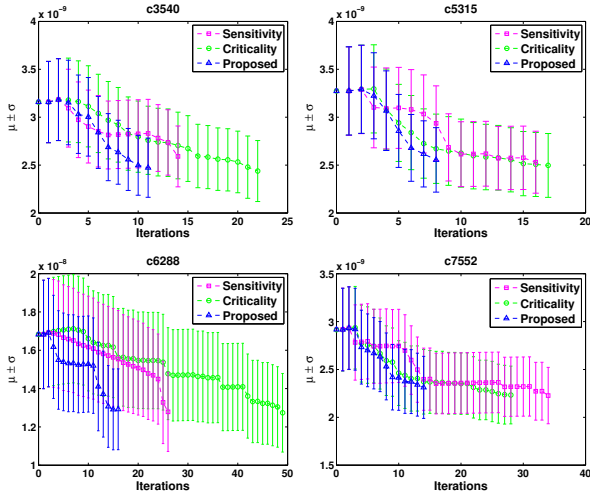 c3540
x 10⁻⁹
4
3.5
3
2.5
2
μ ± σ
0 5 10 15 20 25
Iterations
Sensitivity
Criticality
Proposed
c5315
x 10⁻⁹
4
3.5
3
2.5
2
μ ± σ
0 5 10 15 20
Iterations
Sensitivity
Criticality
Proposed
c6288
x 10⁻⁸
2
1.8
1.6
1.4
1.2
1
μ ± σ
0 10 20 30 40 50
Iterations
Sensitivity
Criticality
Proposed
c7552
x 10⁻⁹
3.5
3
2.5
2
1.5
μ ± σ
0 10 20 30 40
Iterations
Sensitivity
Criticality
Proposed